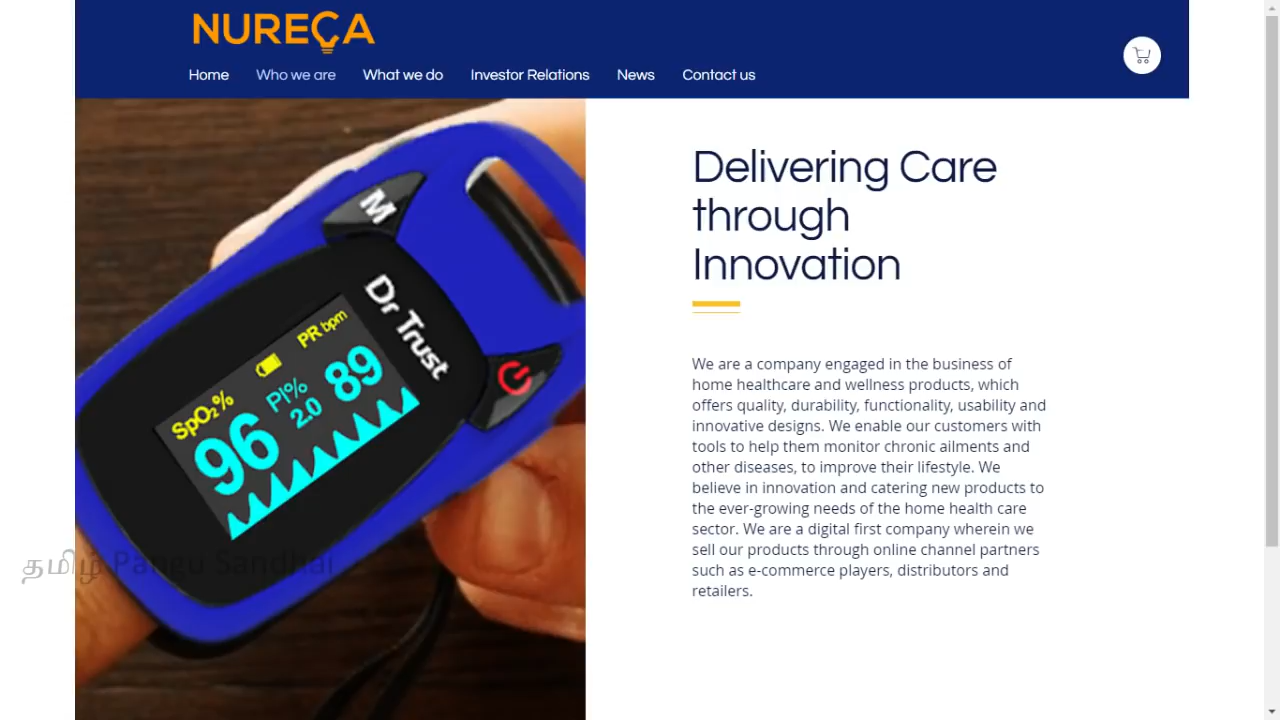 NURECA
Home Who we are What we do Investor Relations News Contact us
M
Dr Trust
PR bpm
SpO₂%
PI%
2.0
89
96
தமிழ் Pangu Sandhai
Delivering Care
through
Innovation
We are a company engaged in the business of
home healthcare and wellness products, which
offers quality, durability, functionality, usability and
innovative designs. We enable our customers with
tools to help them monitor chronic ailments and
other diseases, to improve their lifestyle. We
believe in innovation and catering new products to
the ever-growing needs of the home health care
sector. We are a digital first company wherein we
sell our products through online channel partners
such as e-commerce players, distributors and
retailers.